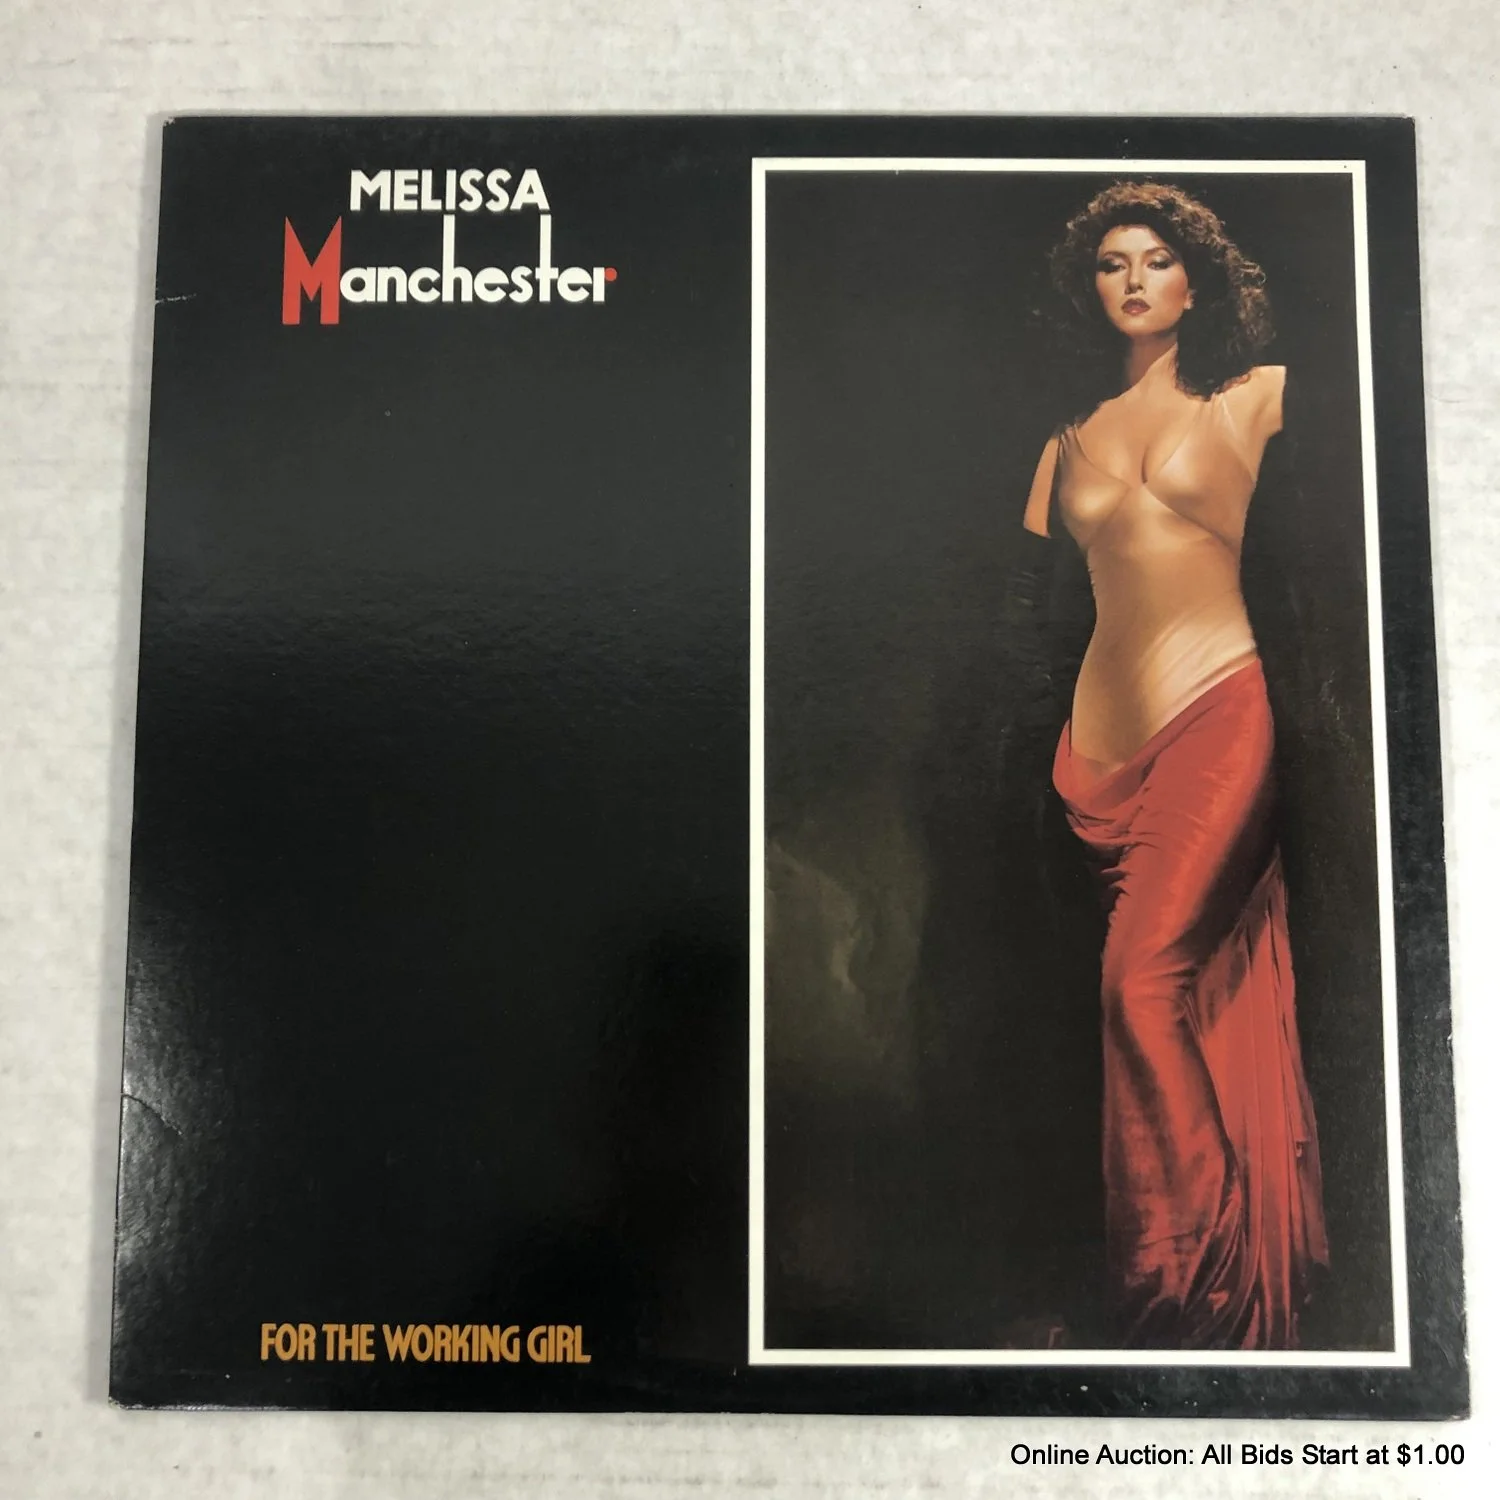 MELISSA
Manchester
FOR THE WORKING GIRL
Online Auction: All Bids Start at $1.00